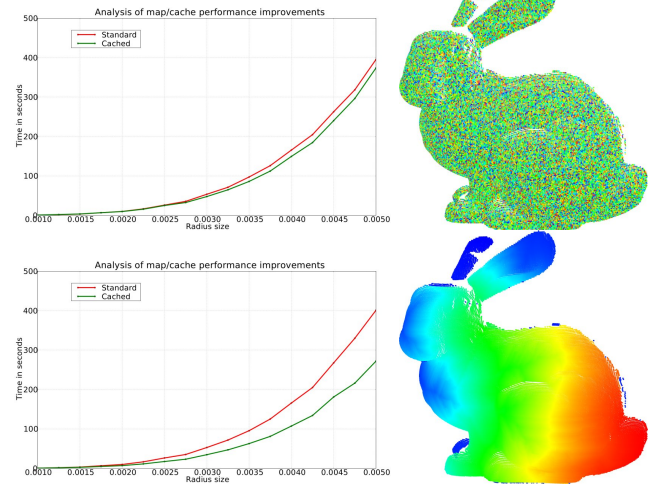 Analysis of map/cache performance improvements
500
400
300
200
100
0
Time in seconds
Standard
Cached
0.0010 0.0015 0.0020 0.0025 0.0030 0.0035 0.0040 0.0045 0.0050
Radius size
Analysis of map/cache performance improvements
500
400
300
200
100
0
Time in seconds
Standard
Cached
0.0010 0.0015 0.0020 0.0025 0.0030 0.0035 0.0040 0.0045 0.0050
Radius size